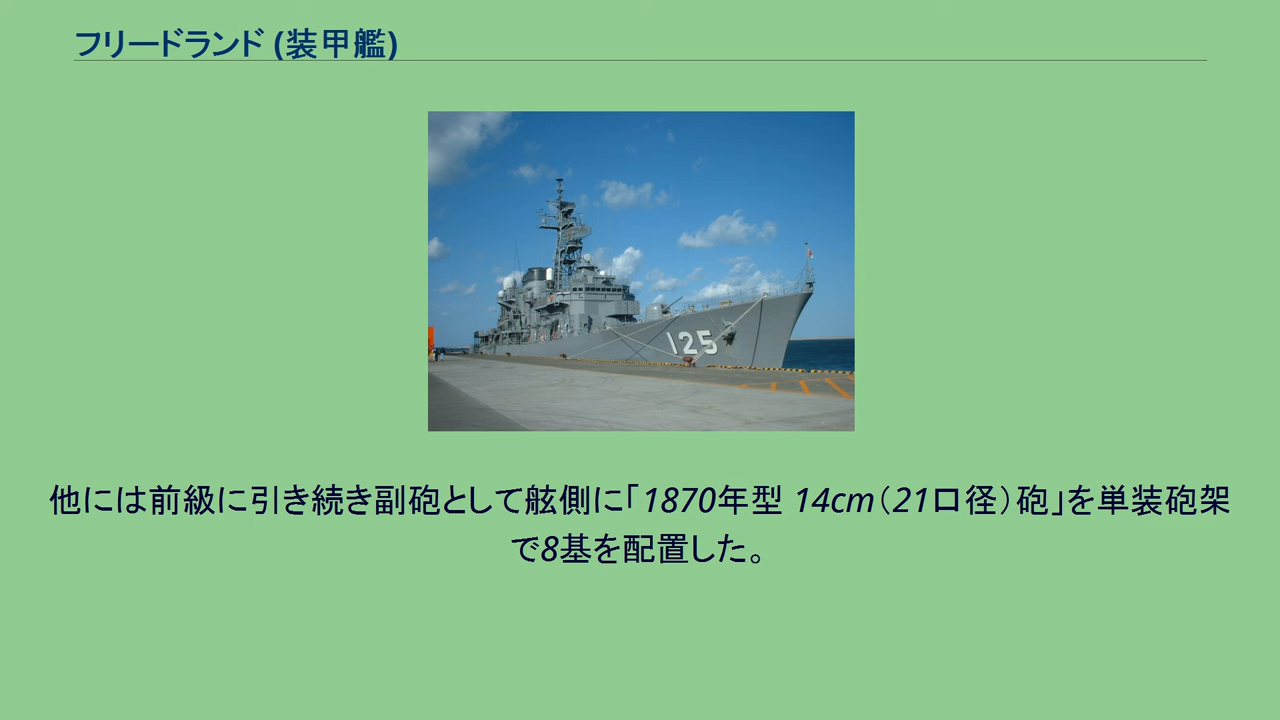 フリードランド (装甲艦)
125
他には前級に引き続き副砲として舷側に「1870年型 14cm（21口径）砲」を単装砲架
で8基を配置した。